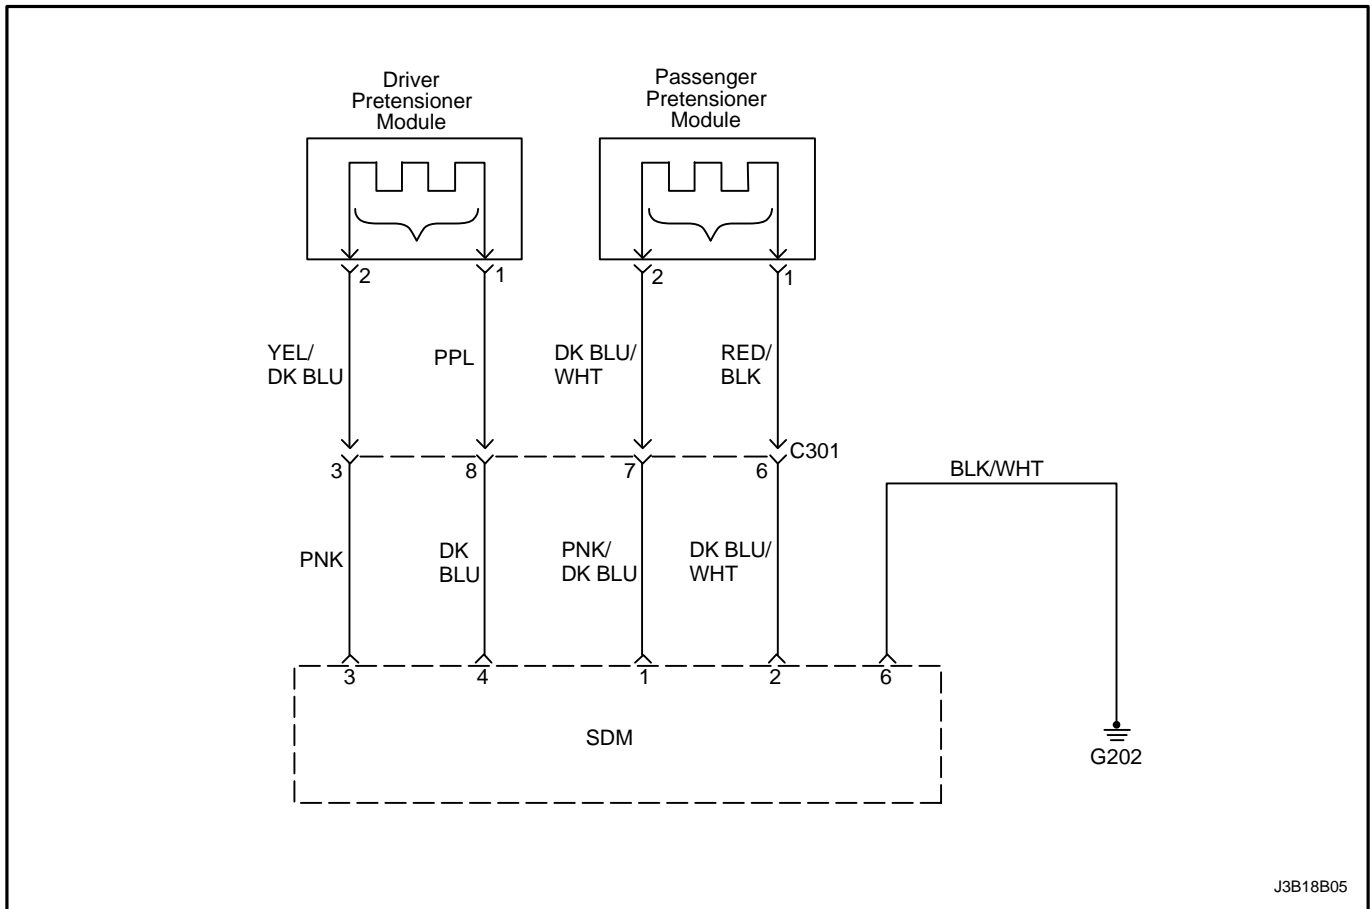 Driver
Pretensioner
Module
Passenger
Pretensioner
Module
2
1
2
1
YEL/
DK BLU
PPL
DK BLU/
WHT
RED/
BLK
C301
3
8
7
6
BLK/WHT
PNK
DK
BLU
PNK/
DK BLU
DK BLU/
WHT
3
4
1
2
6
SDM
G202
J3B18B05